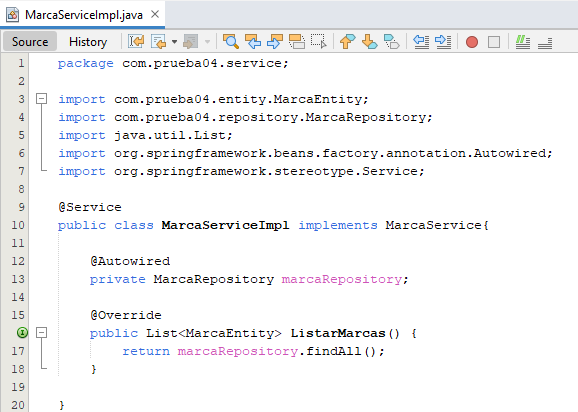 MarcaServiceImpl.java
Source History
1 package com.prueba04.service;
2
3 import com.prueba04.entity.MarcaEntity;
4 import com.prueba04.repository.MarcaRepository;
5 import java.util.List;
6 import org.springframework.beans.factory.annotation.Autowired;
7 import org.springframework.stereotype.Service;
8
9 @Service
10 public class MarcaServiceImpl implements MarcaService{
11
12 @Autowired
13 private MarcaRepository marcaRepository;
14
15 @Override
public List<MarcaEntity> ListarMarcas() {
17 return marcaRepository.findAll();
18 }
19
20 }